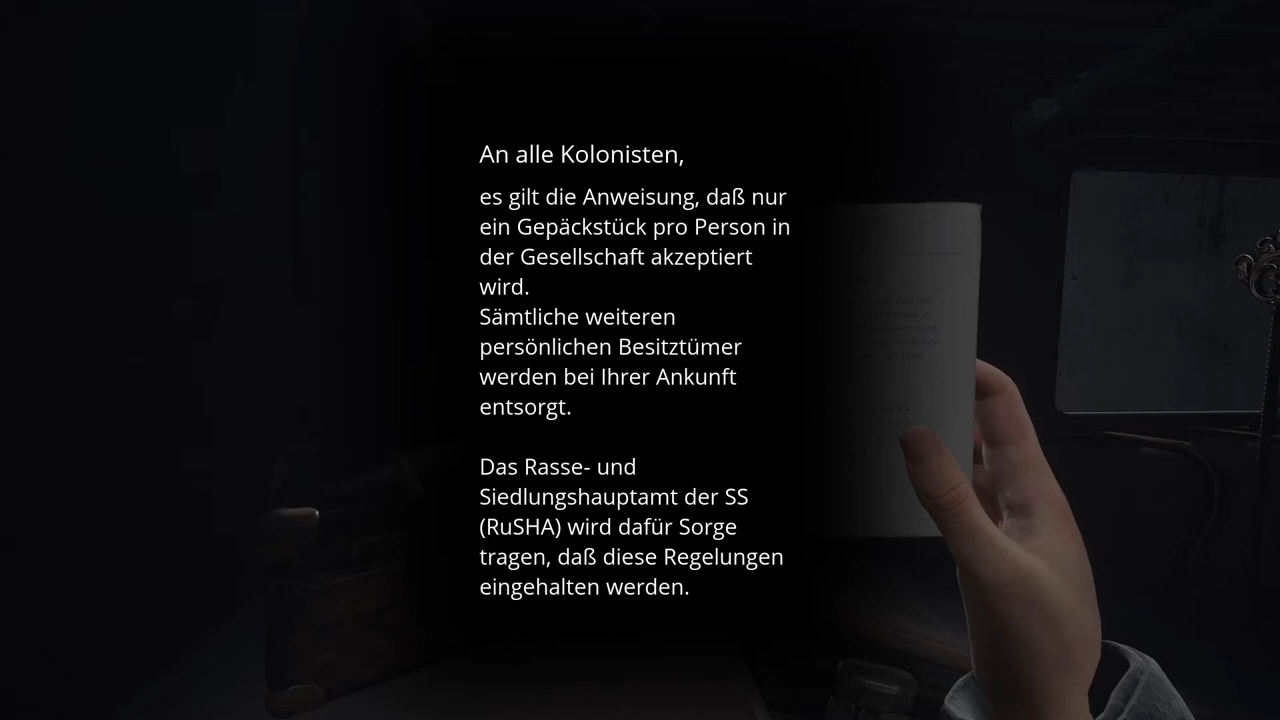 An alle Kolonisten,
es gilt die Anweisung, daß nur
ein Gepäckstück pro Person in
der Gesellschaft akzeptiert
wird.
Sämtliche weiteren
persönlichen Besitztümer
werden bei Ihrer Ankunft
entsorgt.
Das Rasse- und
Siedlungshauptamt der SS
(RuSHA) wird dafür Sorge
tragen, daß diese Regelungen
eingehalten werden.